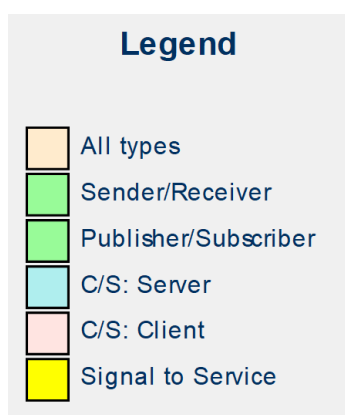 Legend
All types
Sender/Receiver
Publisher/Subscriber
C/S: Server
C/S: Client
Signal to Service